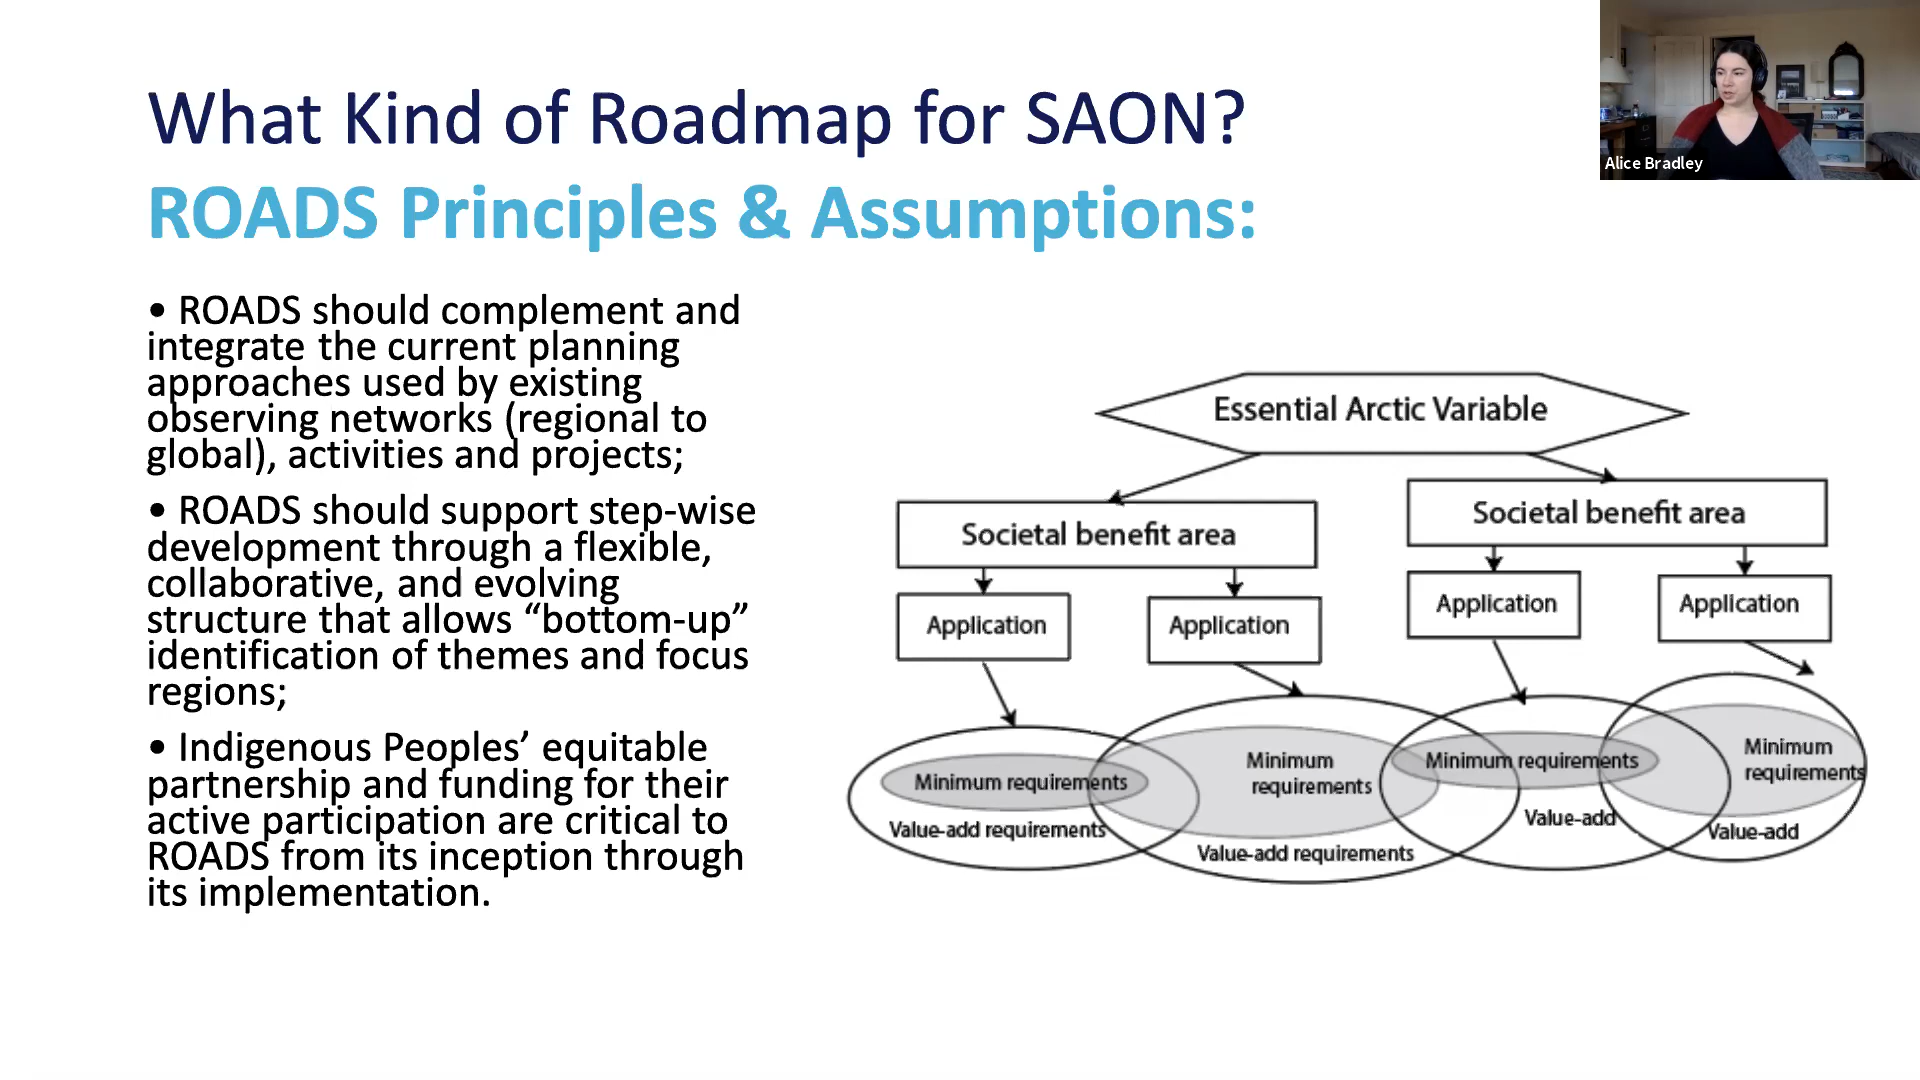 What Kind of Roadmap for SAON?
ROADS Principles & Assumptions:
• ROADS should complement and
integrate the current planning
approaches used by existing
observing networks (regional to
global), activities and projects;
• ROADS should support step-wise
development through a flexible,
collaborative, and evolving
structure that allows “bottom-up”
identification of themes and focus
regions;
• Indigenous Peoples’ equitable
partnership and funding for their
active participation are critical to
ROADS from its inception through
its implementation.
Alice Bradley
Essential Arctic Variable
Societal benefit area
Societal benefit area
Application
Application
Application
Application
Minimum requirements
Value-add requirements
Minimum
requirements
Value-add requirements
Minimum requirements
Value-add
Minimum
requirements
Value-add